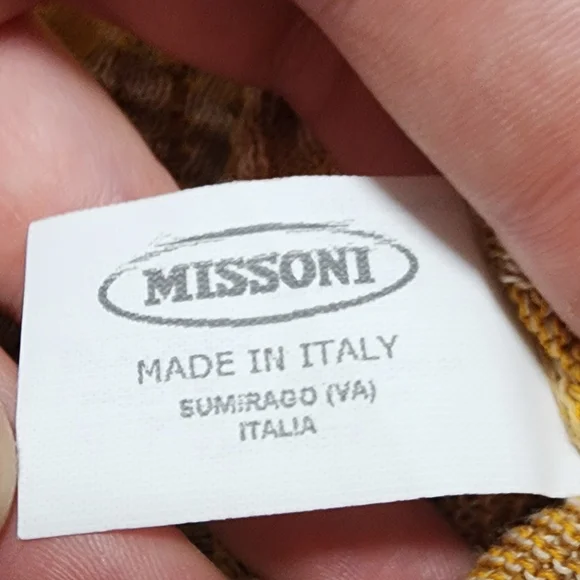 MISSONI
MADE IN ITALY
SUMIRAGO (VA)
ITALIA